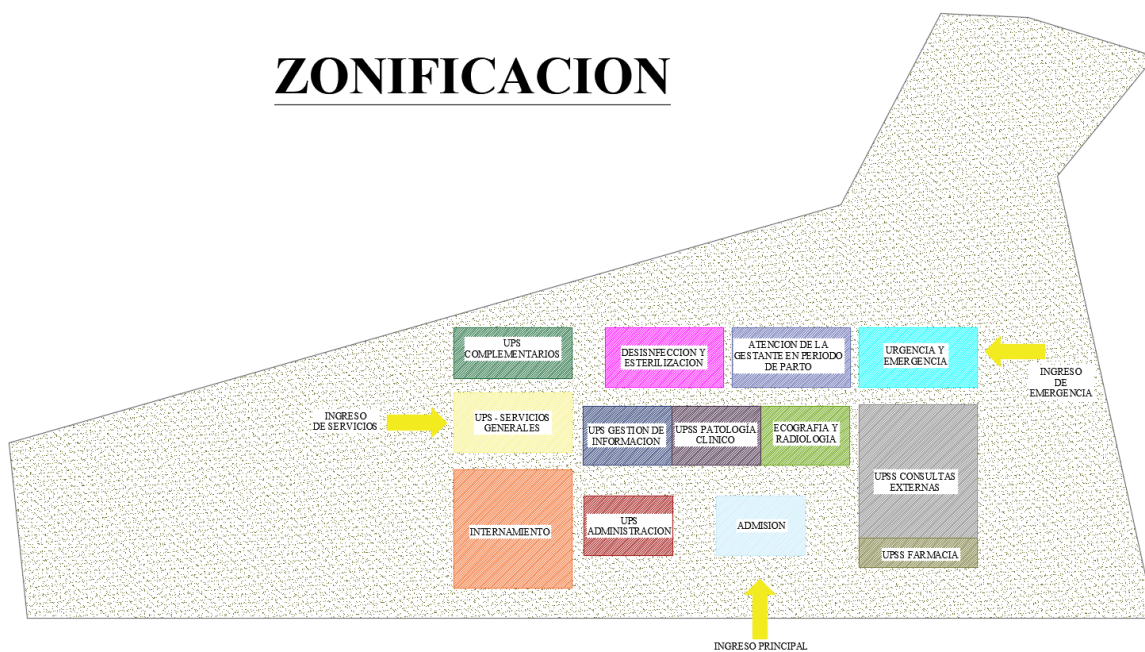 ZONIFICACION
UPS
COMPLEMENTARIOS
DESISNFECCION Y
ESTERILIZACION
ATENCION DE LA
GESTANTE EN PERIODO
DE PARTO
URGENCIA Y
EMERGENCIA
INGRESO
DE
EMERGENCIA
INGRESO
DE SERVICIOS
UPS - SERVICIOS
GENERALES
UPS GESTION DE
INFORMACION
UPSS PATOLOGÍA
CLINICO
ECOGRAFIA Y
RADIOLOGIA
UPSS CONSULTAS
EXTERNAS
INTERNAMIENTO
UPS
ADMINISTRACION
ADMISION
UPSS FARMACIA
INGRESO PRINCIPAL